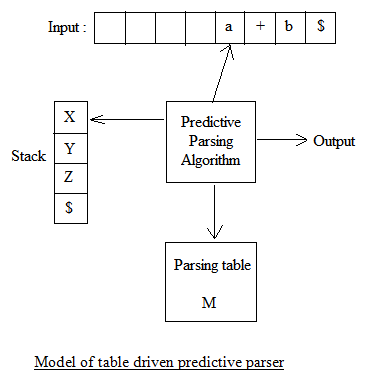 Input : a + b $
X
Predictive
Parsing
Algorithm
Output
Stack
Y
Z
$
Parsing table
M
Model of table driven predictive parser